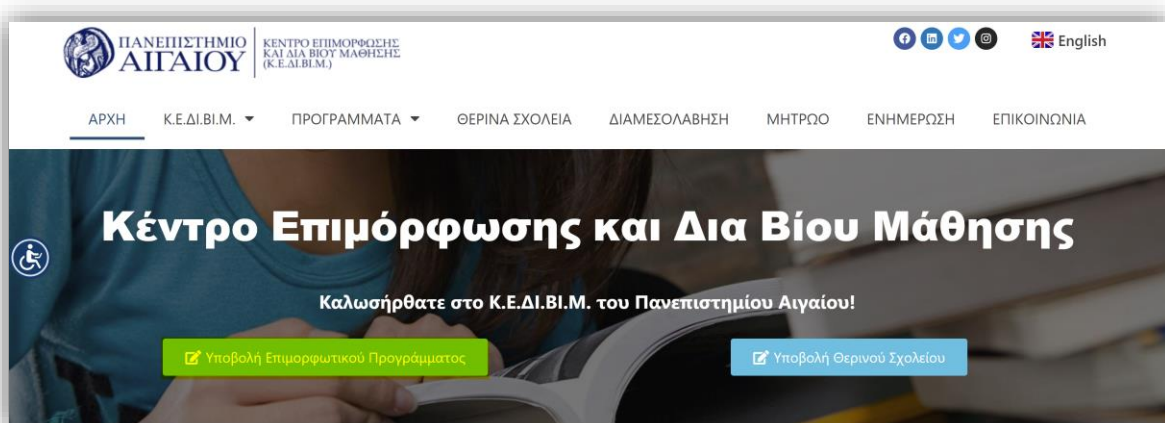 ΠΑΝΕΠΙΣΤΗΜΙΟ
ΑΙΓΑΙΟΥ
ΚΕΝΤΡΟ ΕΠΙΜΟΡΦΩΣΗΣ
ΚΑΙ ΔΙΑ ΒΙΟΥ ΜΑΘΗΣΗΣ
(Κ.Ε.ΔΙ.ΒΙ.Μ.)
English
ΑΡΧΗ Κ.Ε.ΔΙ.ΒΙ.Μ. ΠΡΟΓΡΑΜΜΑΤΑ ΘΕΡΙΝΑ ΣΧΟΛΕΙΑ ΔΙΑΜΕΣΟΛΑΒΗΣΗ ΜΗΤΡΩΟ ΕΝΗΜΕΡΩΣΗ ΕΠΙΚΟΙΝΩΝΙΑ
Κέντρο Επιμόρφωσης και Δια Βίου Μάθησης
Καλωσήρθατε στο Κ.Ε.ΔΙ.ΒΙ.Μ. του Πανεπιστημίου Αιγαίου!
Υποβολή Επιμορφωτικού Προγράμματος
Υποβολή Θερινού Σχολείου